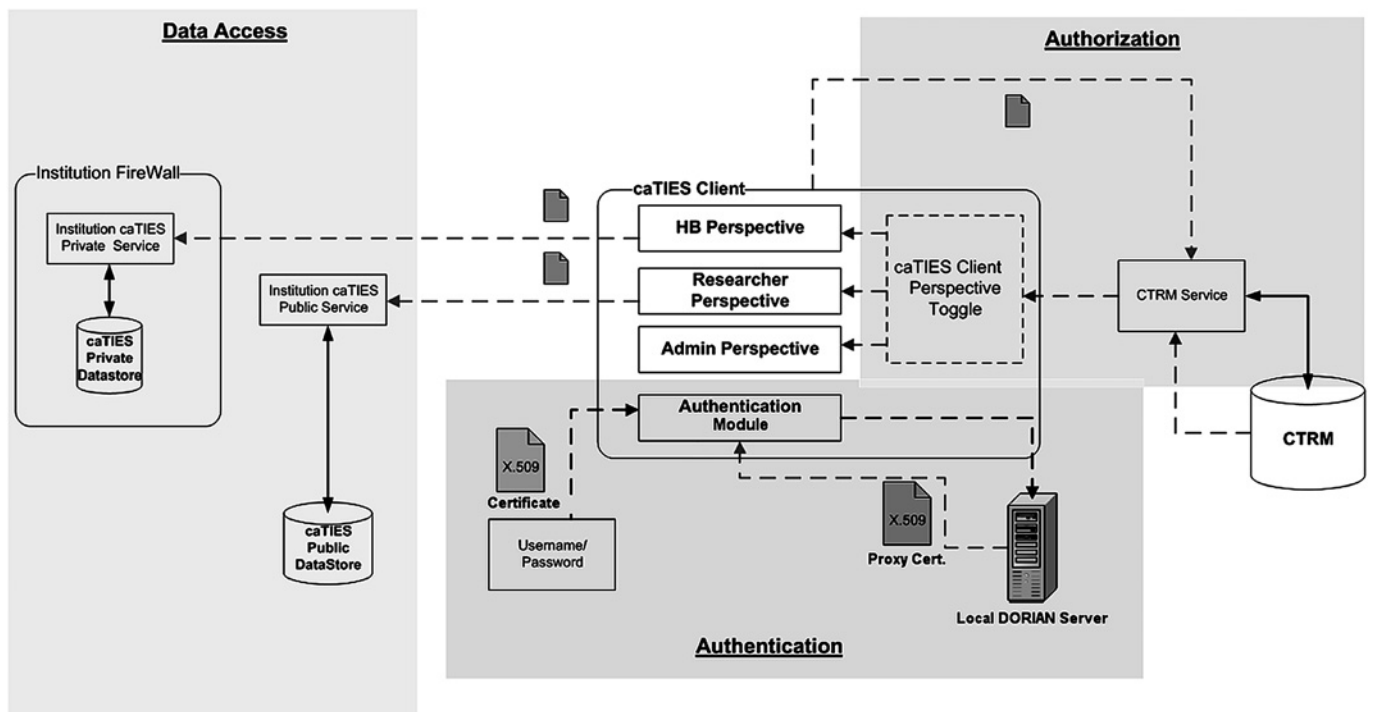 Data Access
Authorization
Institution FireWall
Institution caTIES
Private Service
caTIES
Private
Datastore
Institution caTIES
Public Service
caTIES
Public
DataStore
caTIES Client
HB Perspective
Researcher
Perspective
Admin Perspective
caTIES Client
Perspective
Toggle
CTRM Service
CTRM
Authentication
Module
X.509
Certificate
Username/
Password
X.509
Proxy Cert.
Local DORIAN Server
Authentication